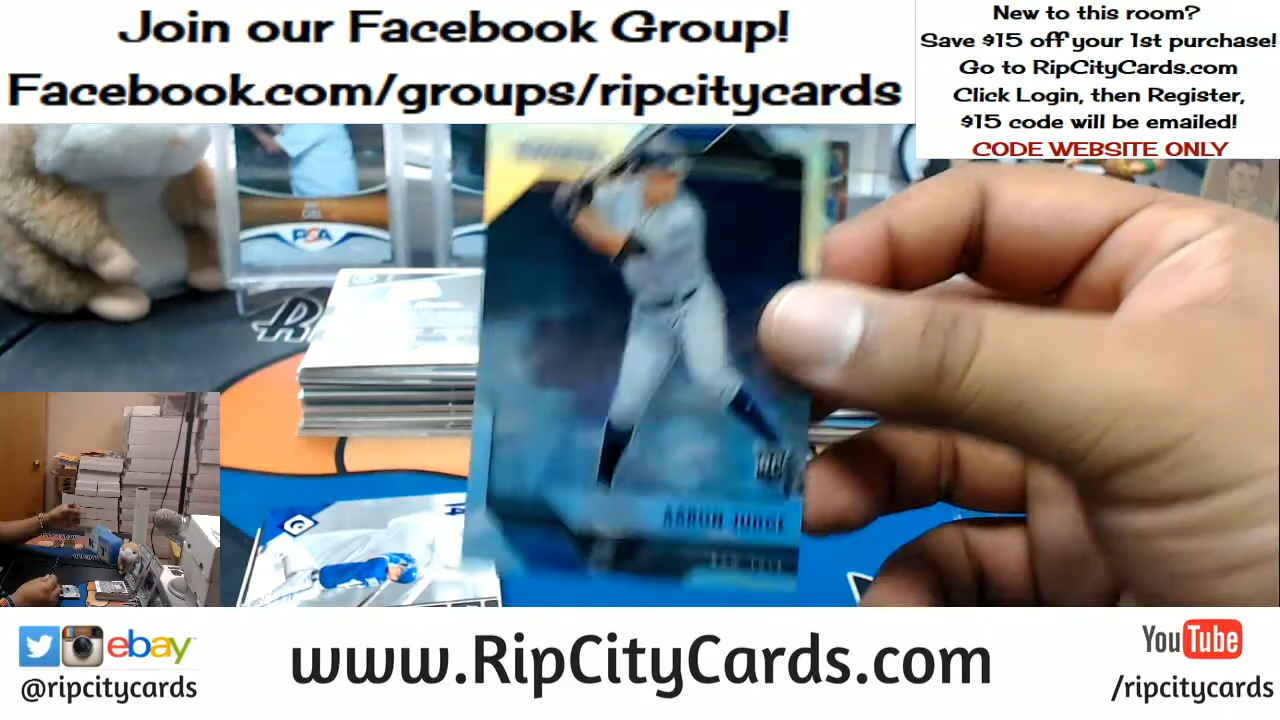 Join our Facebook Group!
Facebook.com/groups/ripcitycards
New to this room?
Save $15 off your 1st purchase!
Go to RipCityCards.com
Click Login, then Register,
$15 code will be emailed!
CODE WEBSITE ONLY
PSA
AARON JUDGE
ebay
@ripcitycards
www.RipCityCards.com
YouTube
/ripcitycards